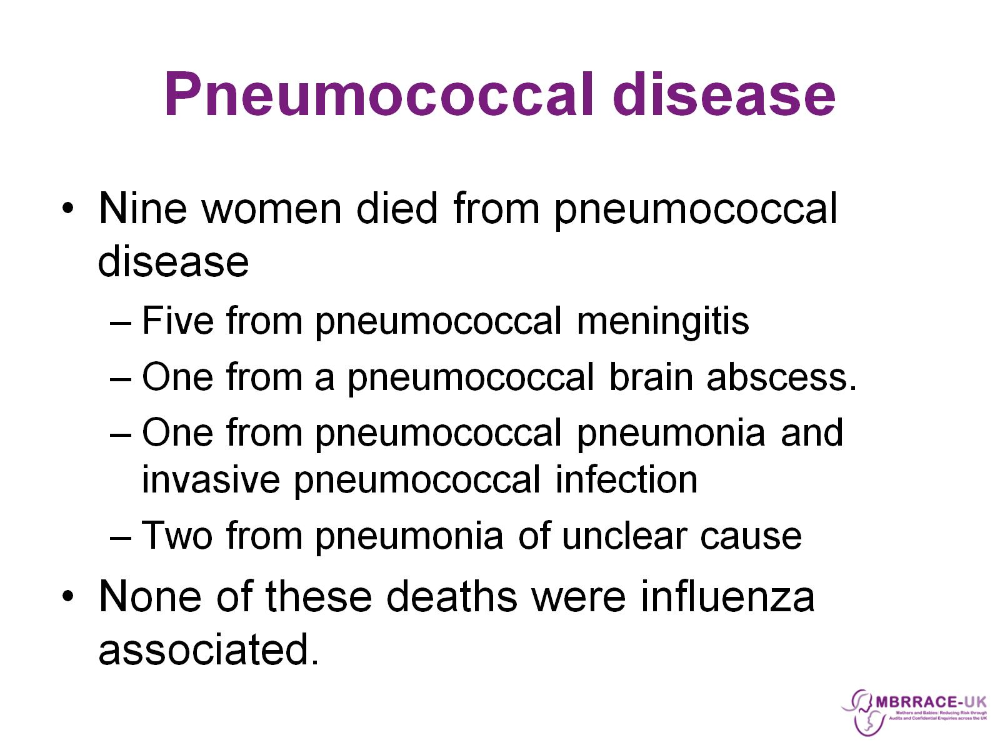 Pneumococcal disease
• Nine women died from pneumococcal
disease
– Five from pneumococcal meningitis
– One from a pneumococcal brain abscess.
– One from pneumococcal pneumonia and
invasive pneumococcal infection
– Two from pneumonia of unclear cause
• None of these deaths were influenza
associated.
MBRRACE-UK
Mothers and Babies: Reducing Risk through
Audits and Confidential Enquiries across the UK